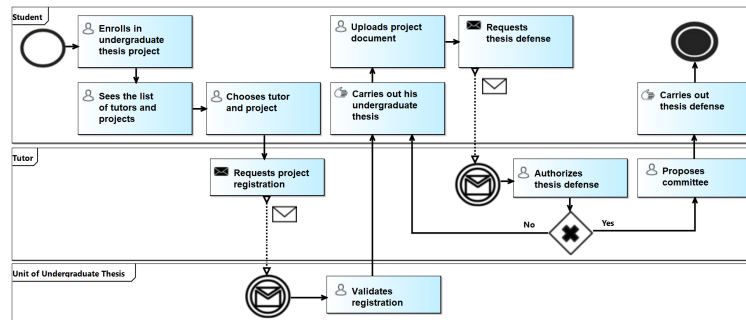 Student
Enrolls in
undergraduate
thesis project
Uploads project
document
Requests
thesis defense
Sees the list
of tutors and
projects
Chooses tutor
and project
Carries out his
undergraduate
thesis
Carries out
thesis defense
Tutor
Requests project
registration
Authorizes
thesis defense
Proposes
committee
No
Yes
Unit of Undergraduate Thesis
Validates
registration